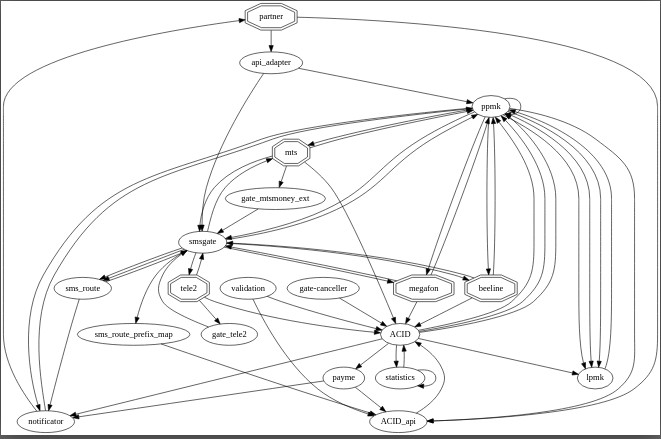 partner
api_adapter
ppmk
mts
gate_mtsmoney_ext
smsgate
sms_route
tele2
validation
gate-canceller
megafon
beeline
sms_route_prefix_map
gate_tele2
ACID
payme
statistics
lpmk
notificator
ACID_api